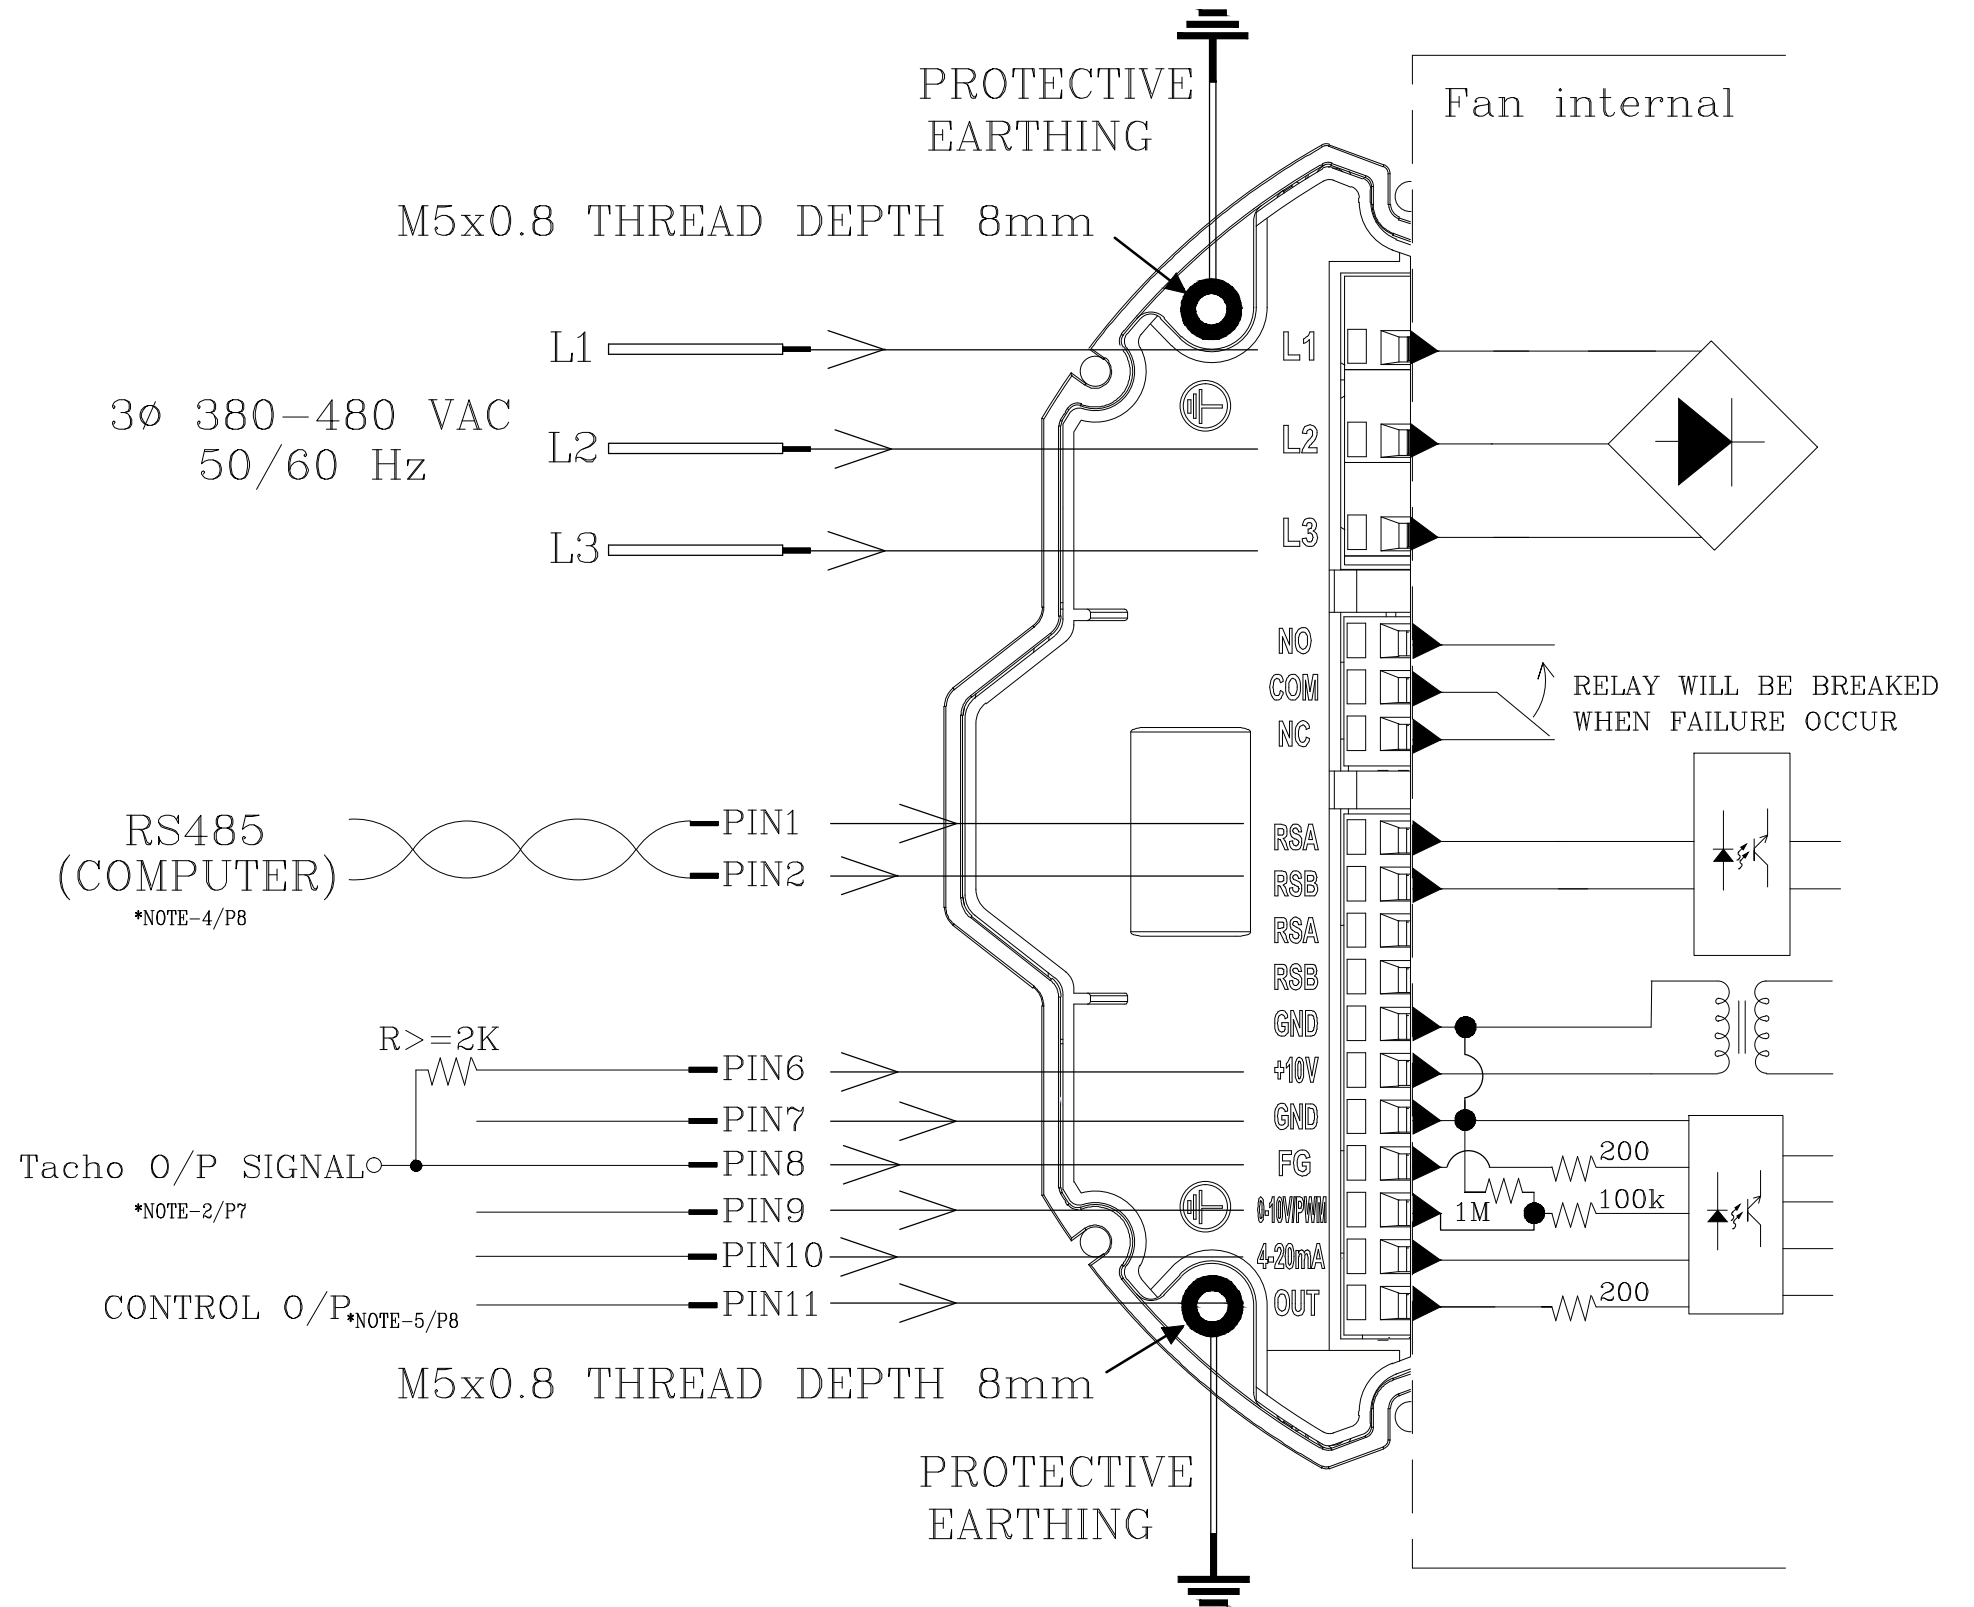 PROTECTIVE
EARTHING
Fan internal
M5x0.8 THREAD DEPTH 8mm
L1
L1
3ø 380-480 VAC
50/60 Hz
L2
L2
L3
L3
NO
COM
NC
RELAY WILL BE BREAKED
WHEN FAILURE OCCUR
RS485
(COMPUTER)
*NOTE-4/P8
PIN1
PIN2
RSA
RSB
RSA
RSB
GND
R>=2K
PIN6
+10V
PIN7
GND
Tacho O/P SIGNAL
*NOTE-2/P7
PIN8
FG
200
PIN9
0-10V/PWM
1M
100k
PIN10
4-20mA
CONTROL O/P
*NOTE-5/P8
PIN11
OUT
200
M5x0.8 THREAD DEPTH 8mm
PROTECTIVE
EARTHING